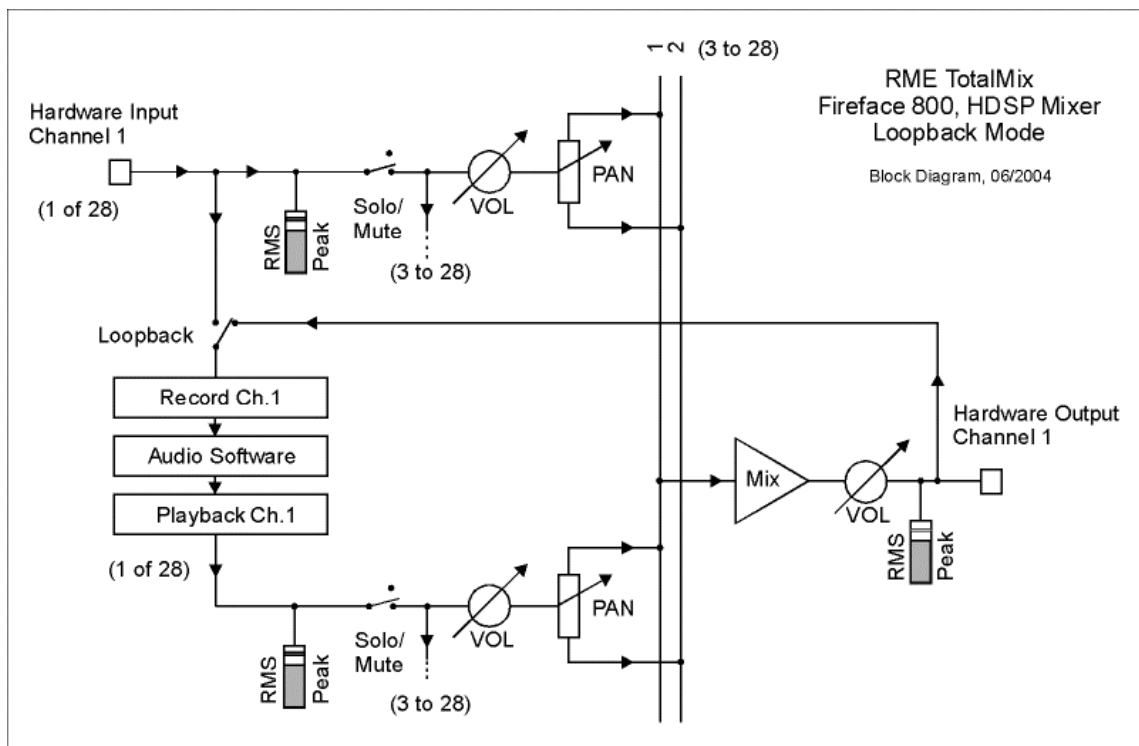 1
2
(3 to 28)
RME TotalMix
Fireface 800, HDSP Mixer
Loopback Mode
Block Diagram, 06/2004
Hardware Input
Channel 1
(1 of 28)
RMS
Peak
Solo/
Mute
(3 to 28)
VOL
PAN
Loopback
Record Ch.1
Audio Software
Playback Ch.1
(1 of 28)
RMS
Peak
Solo/
Mute
(3 to 28)
VOL
PAN
Mix
VOL
Hardware Output
Channel 1
RMS
Peak